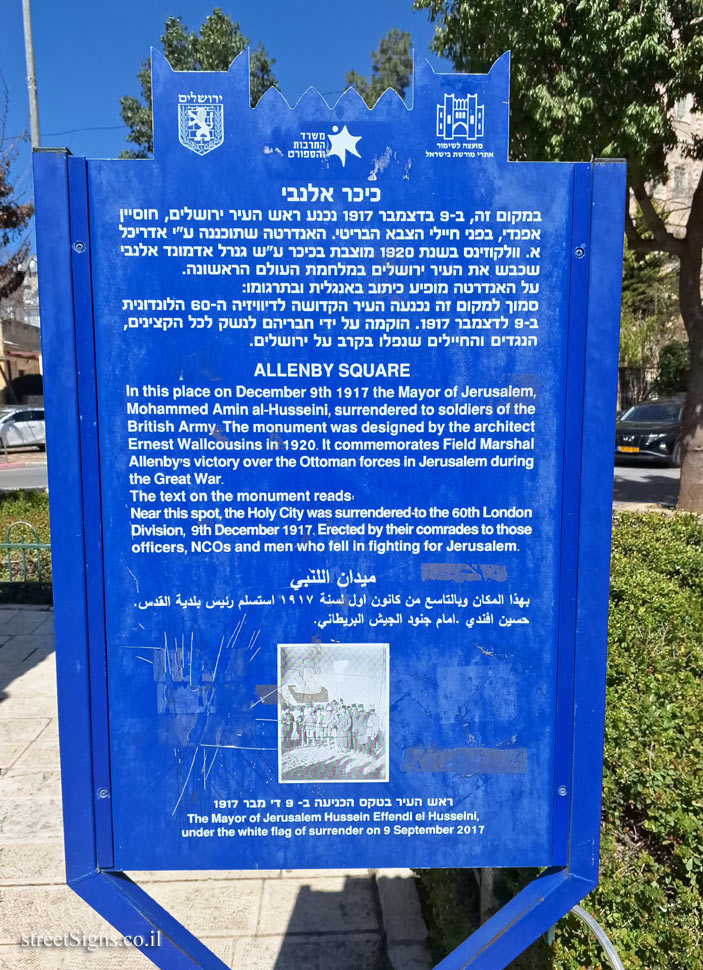 ירושלים
משרד
התרבות
והספורט
מועצה לשימור
אתרי מורשת בישראל
כיכר אלנבי
במקום זה, ב-9 בדצמבר 1917 נכנע ראש העיר ירושלים, חוסיין
אפנדי, בפני חיילי הצבא הבריטי. האנדרטה שתוכננה ע"י אדריכל
א. וולקוזינס בשנת 1920 מוצבת בכיכר ע"ש גנרל אדמונד אלנבי
שכבש את העיר ירושלים במלחמת העולם הראשונה.
על האנדרטה מופיע כיתוב באנגלית ובתרגומו:
סמוך למקום זה נכנעה העיר הקדושה לדיוויזיה ה-60 הלונדונית
ב-9 לדצמבר 1917. הוקמה על ידי חבריהם לנשק לכל הקצינים,
הנגדים והחיילים שנפלו בקרב על ירושלים.
ALLENBY SQUARE
In this place on December 9th 1917 the Mayor of Jerusalem,
Mohammed Amin al-Husseini, surrendered to soldiers of the
British Army. The monument was designed by the architect
Ernest Wallcousins in 1920. It commemorates Field Marshal
Allenby's victory over the Ottoman forces in Jerusalem during
the Great War.
The text on the monument reads:
Near this spot, the Holy City was surrendered to the 60th London
Division, 9th December 1917. Erected by their comrades to those
officers, NCOs and men who fell in fighting for Jerusalem.
ميدان اللنبي
بهذا المكان وبالتاسع من كانون اول لسنة ١٩١٧ استسلم رئيس بلدية القدس.
حسين افندي .امام جنود الجيش البريطاني.
ראש העיר בטקס הכניעה ב- 9 די מבר 1917
The Mayor of Jerusalem Hussein Effendi el Husseini,
under the white flag of surrender on 9 September 2017
streetSigns.co.il